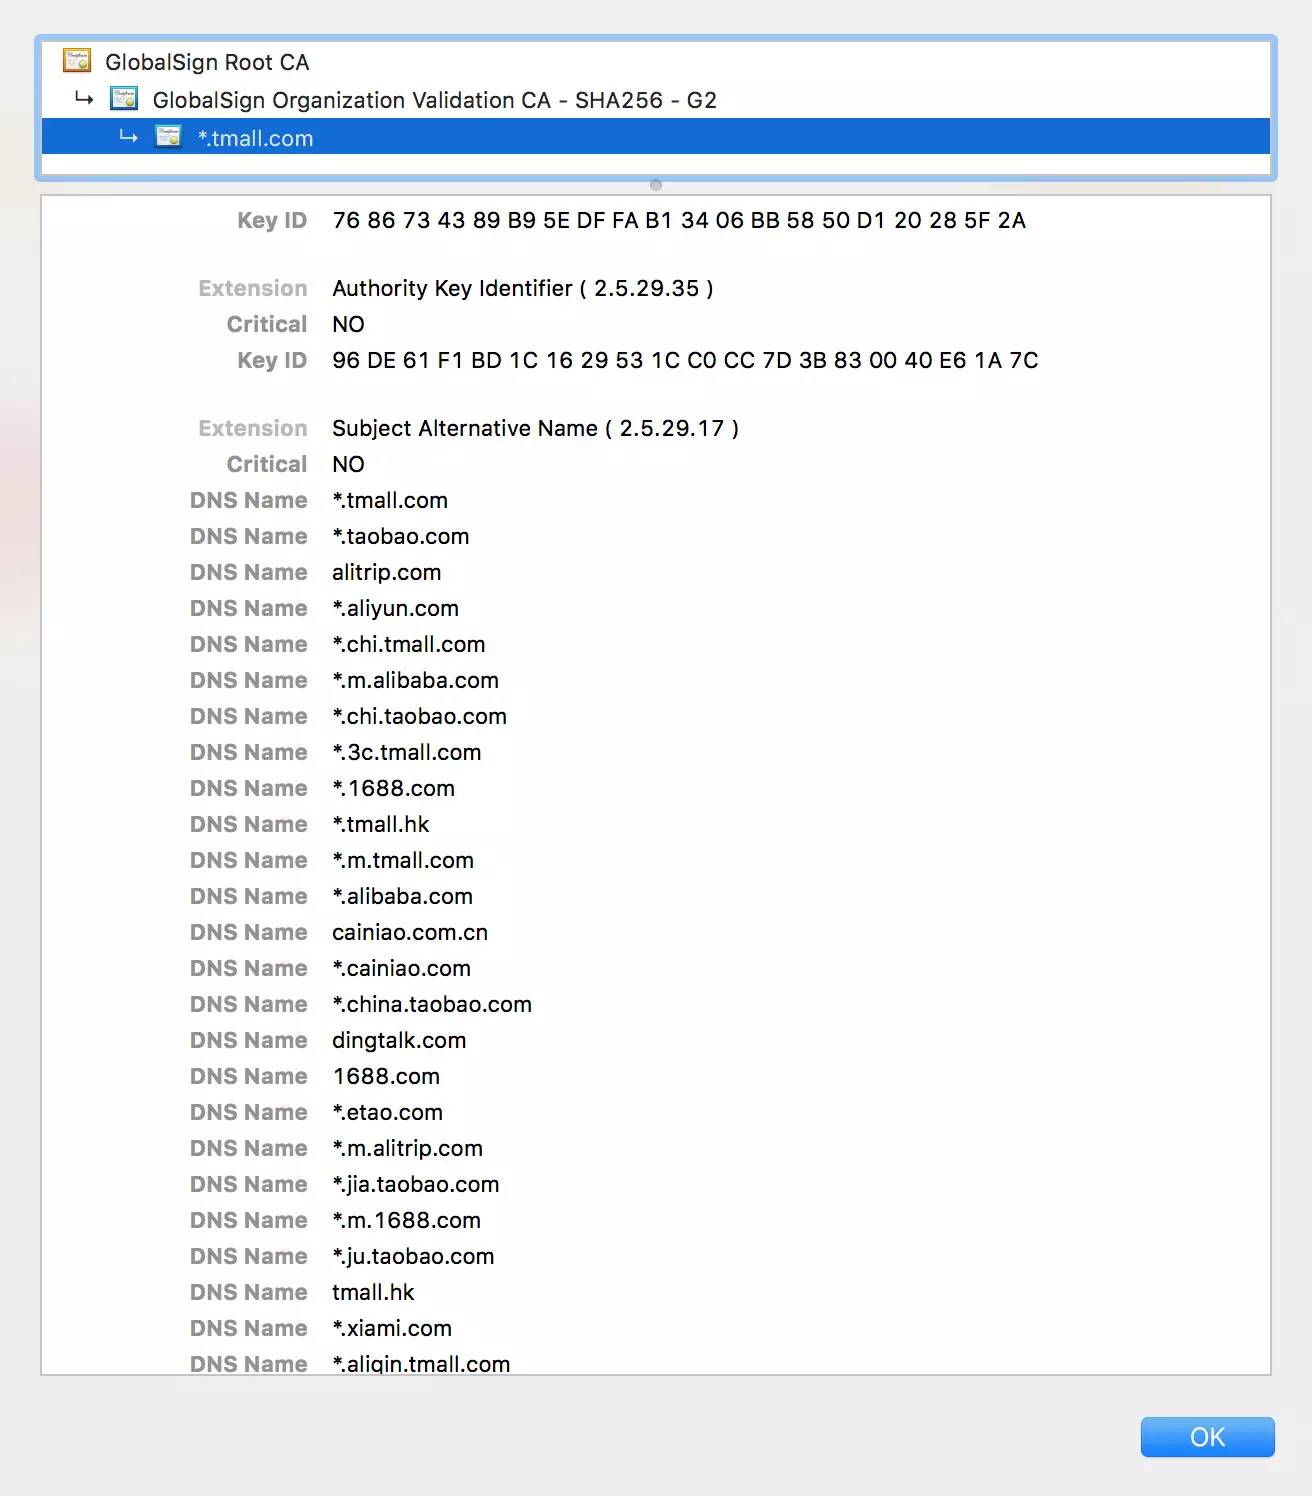 GlobalSign Root CA
GlobalSign Organization Validation CA - SHA256 - G2
*.tmall.com
Key ID 76 86 73 43 89 B9 5E DF FA B1 34 06 BB 58 50 D1 20 28 5F 2A
Extension Authority Key Identifier ( 2.5.29.35 )
Critical NO
Key ID 96 DE 61 F1 BD 1C 16 29 53 1C C0 CC 7D 3B 83 00 40 E6 1A 7C
Extension Subject Alternative Name ( 2.5.29.17 )
Critical NO
DNS Name *.tmall.com
DNS Name *.taobao.com
DNS Name alitrip.com
DNS Name *.aliyun.com
DNS Name *.chi.tmall.com
DNS Name *.m.alibaba.com
DNS Name *.chi.taobao.com
DNS Name *.3c.tmall.com
DNS Name *.1688.com
DNS Name *.tmall.hk
DNS Name *.m.tmall.com
DNS Name *.alibaba.com
DNS Name cainiao.com.cn
DNS Name *.cainiao.com
DNS Name *.china.taobao.com
DNS Name dingtalk.com
DNS Name 1688.com
DNS Name *.etao.com
DNS Name *.m.alitrip.com
DNS Name *.jia.taobao.com
DNS Name *.m.1688.com
DNS Name *.ju.taobao.com
DNS Name tmall.hk
DNS Name *.xiami.com
DNS Name *.aliqin.tmall.com
OK